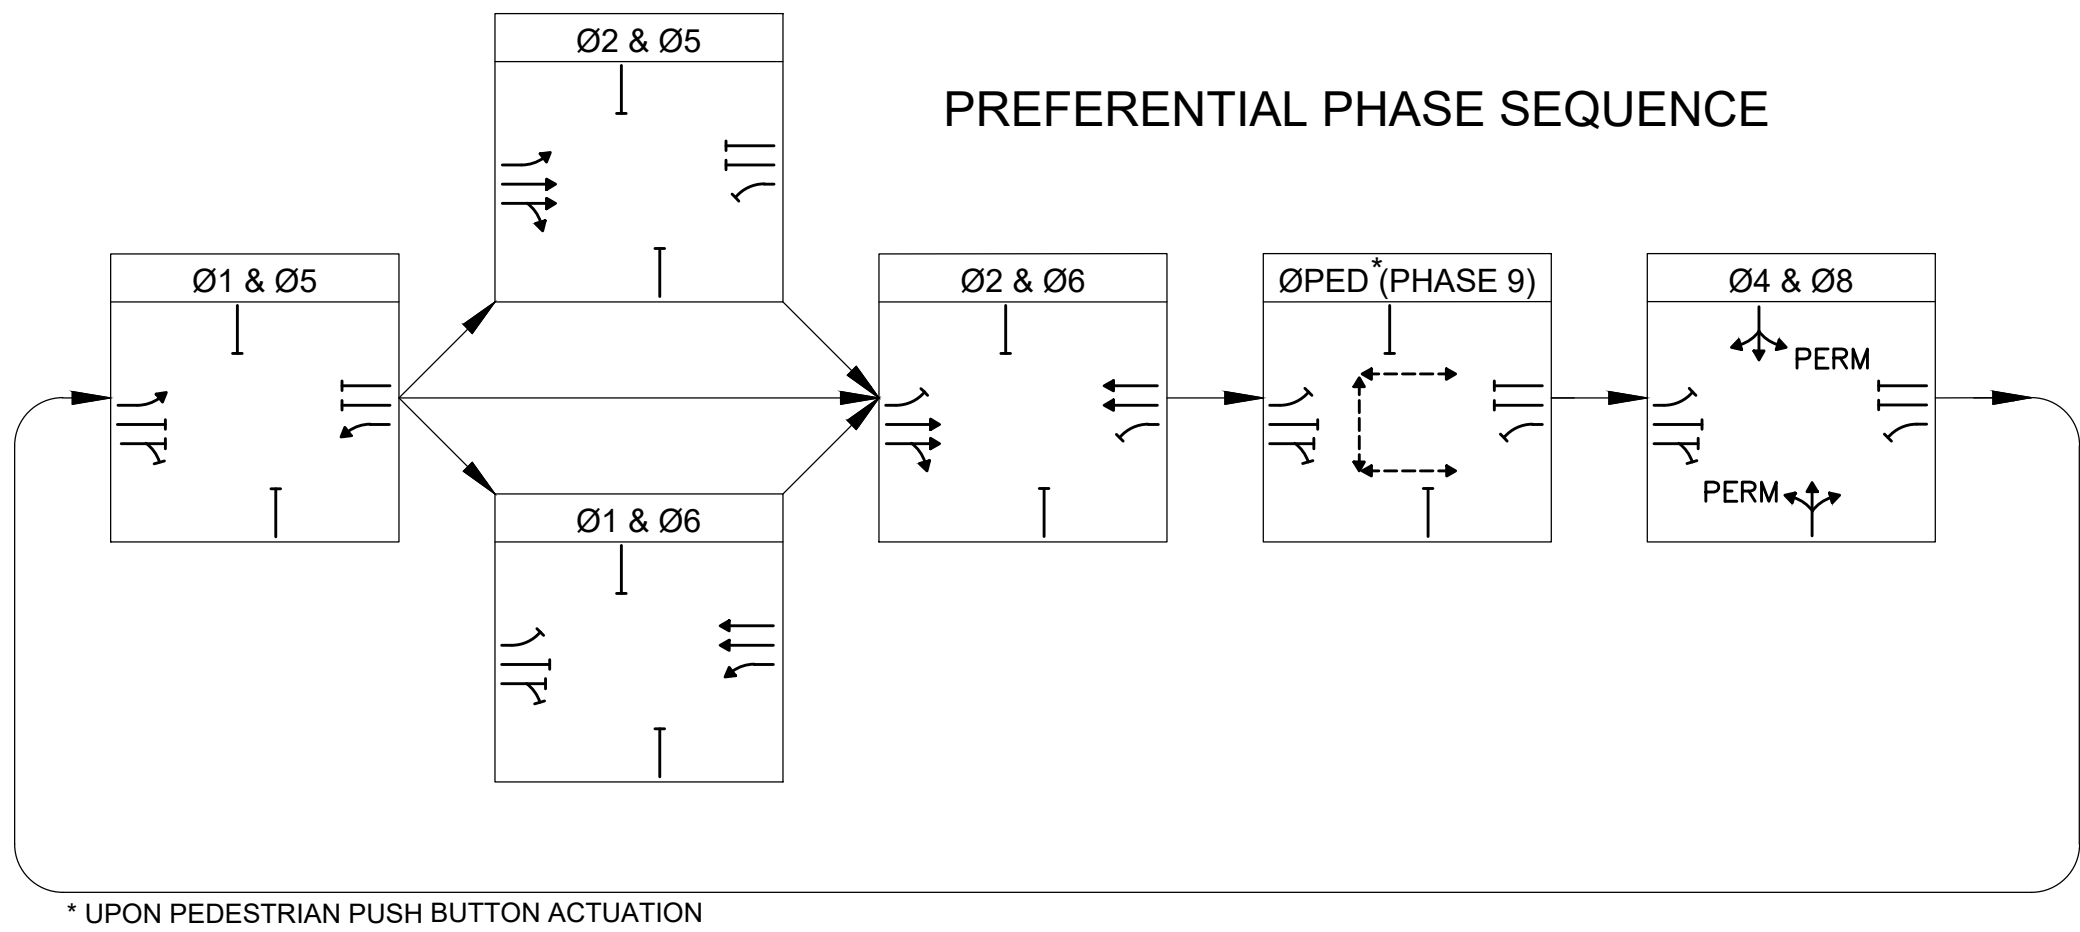 Ø2 & Ø5
PREFERENTIAL PHASE SEQUENCE
Ø1 & Ø5
Ø2 & Ø6
ØPED*(PHASE 9)
Ø4 & Ø8
PERM
PERM
Ø1 & Ø6
* UPON PEDESTRIAN PUSH BUTTON ACTUATION